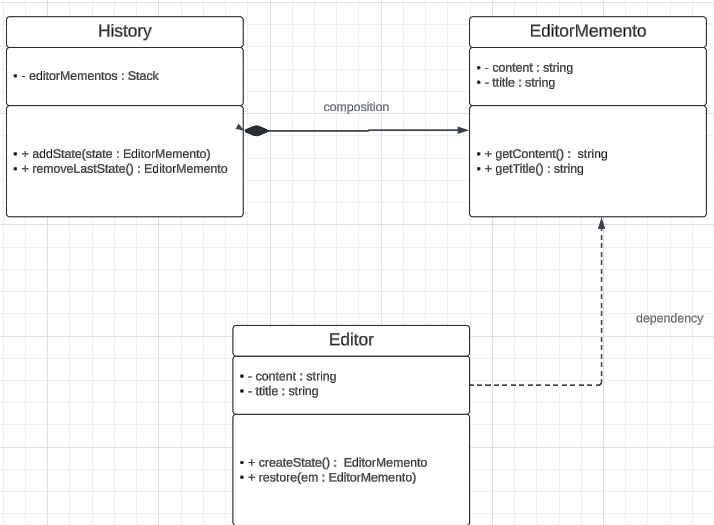 History
- editorMementos : Stack
+ addState(state : EditorMemento)
+ removeLastState() : EditorMemento
composition
EditorMemento
- content : string
- ttitle : string
+ getContent() :  string
+ getTitle() : string
dependency
Editor
- content : string
- ttitle : string
+ createState() :  EditorMemento
+ restore(em : EditorMemento)